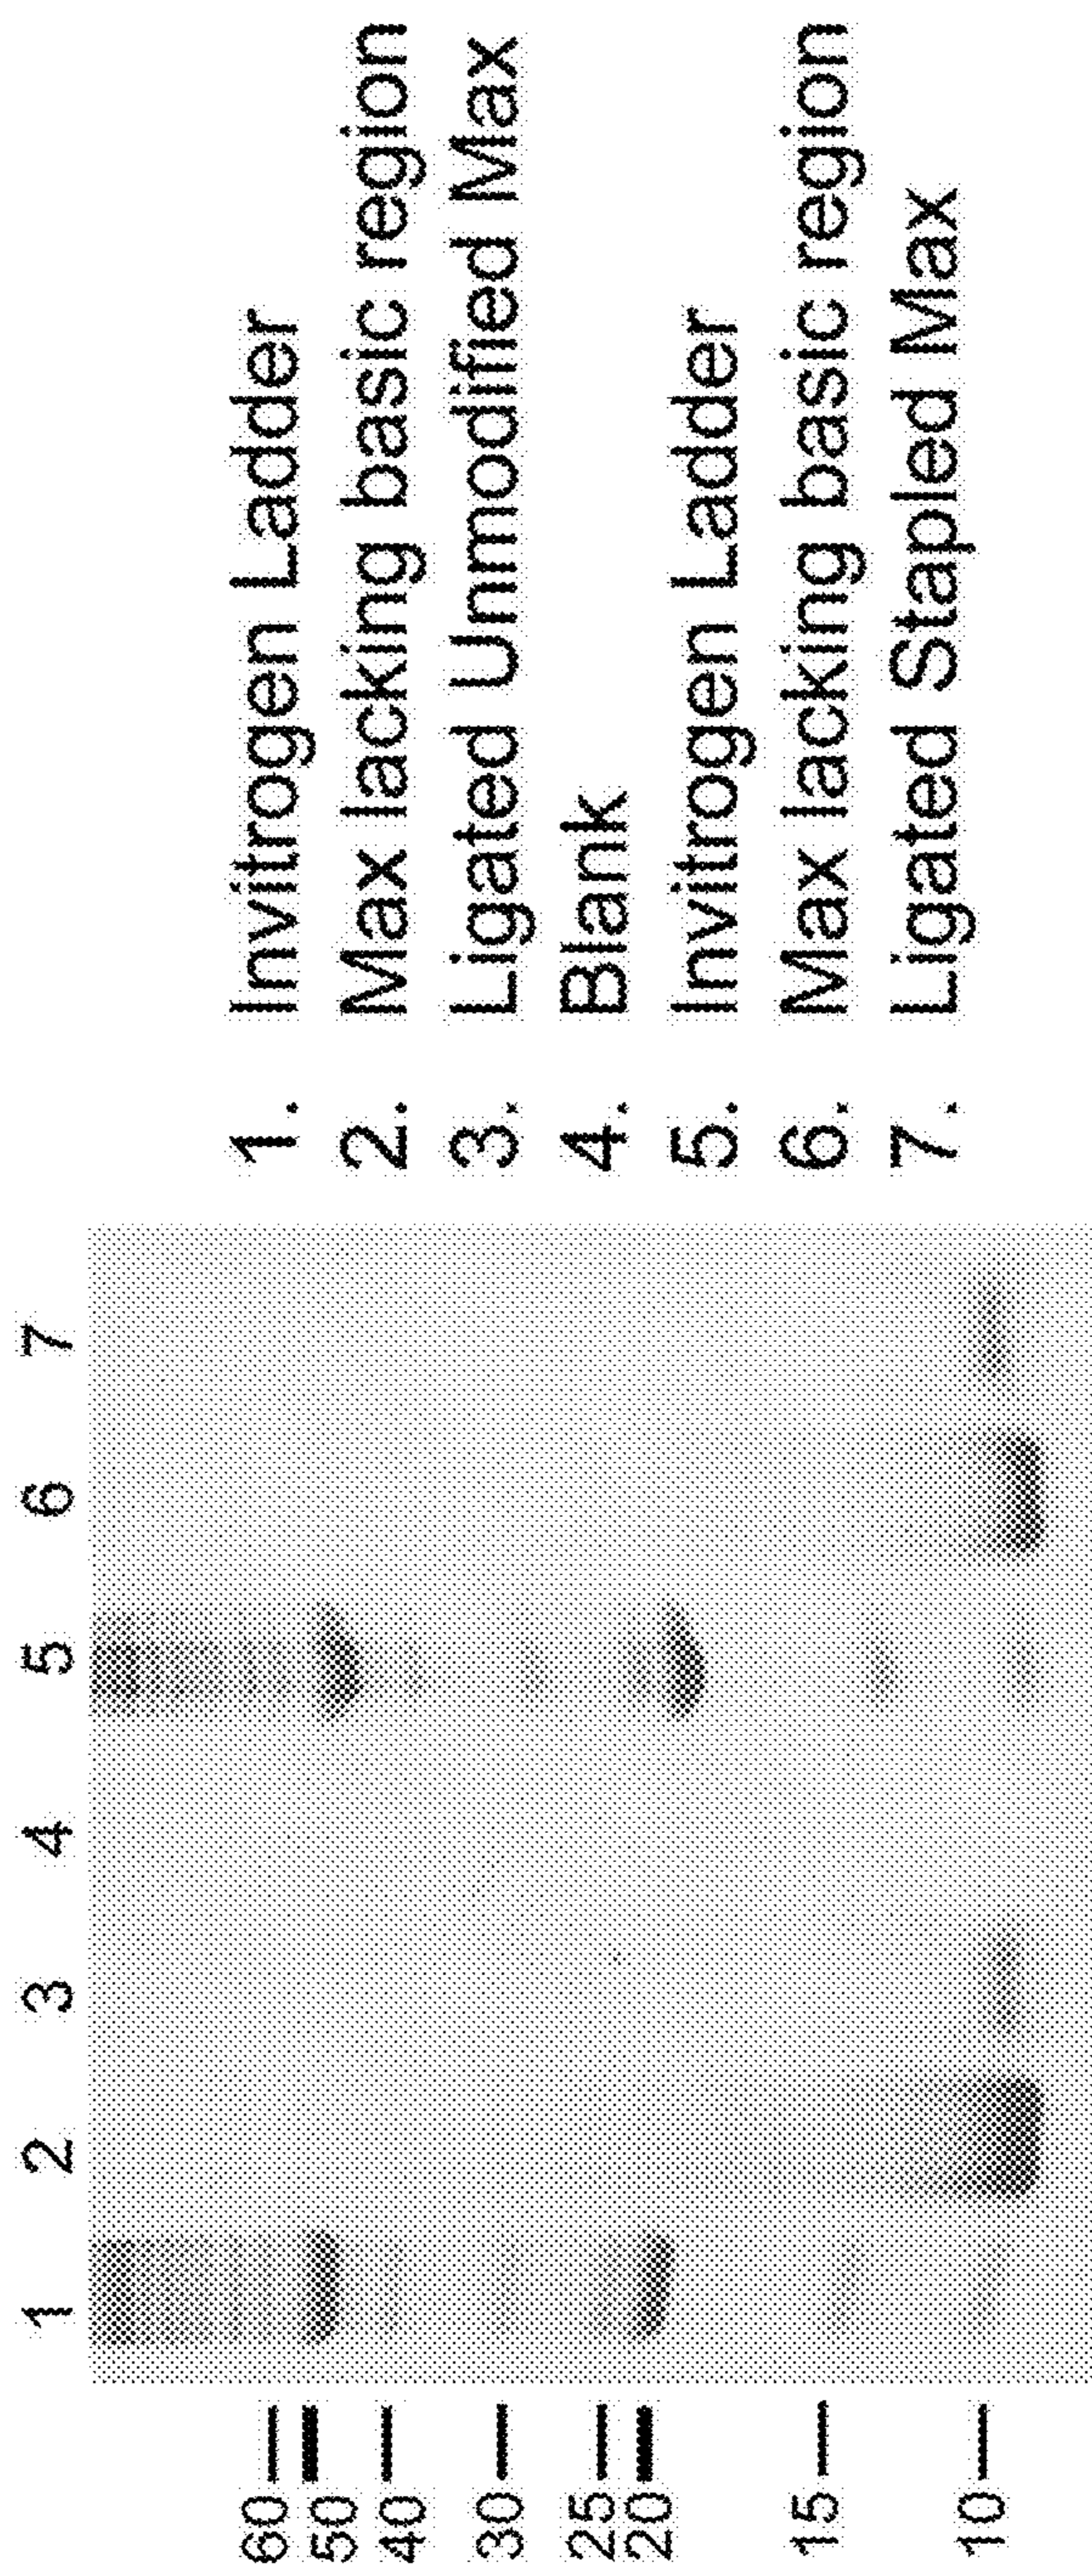 1 2 3 4 5 6 7
60
50
40
30
25
20
15
10
1. Invitrogen Ladder
2. Max lacking basic region
3. Ligated Unmodified Max
4. Blank
5. Invitrogen Ladder
6. Max lacking basic region
7. Ligated Stapled Max